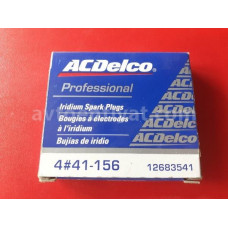 ACDelco
Professional
Iridium Spark Plugs
Bougies à électrodes
à l'iridium
Bujías de iridio
4#41-156
12683541